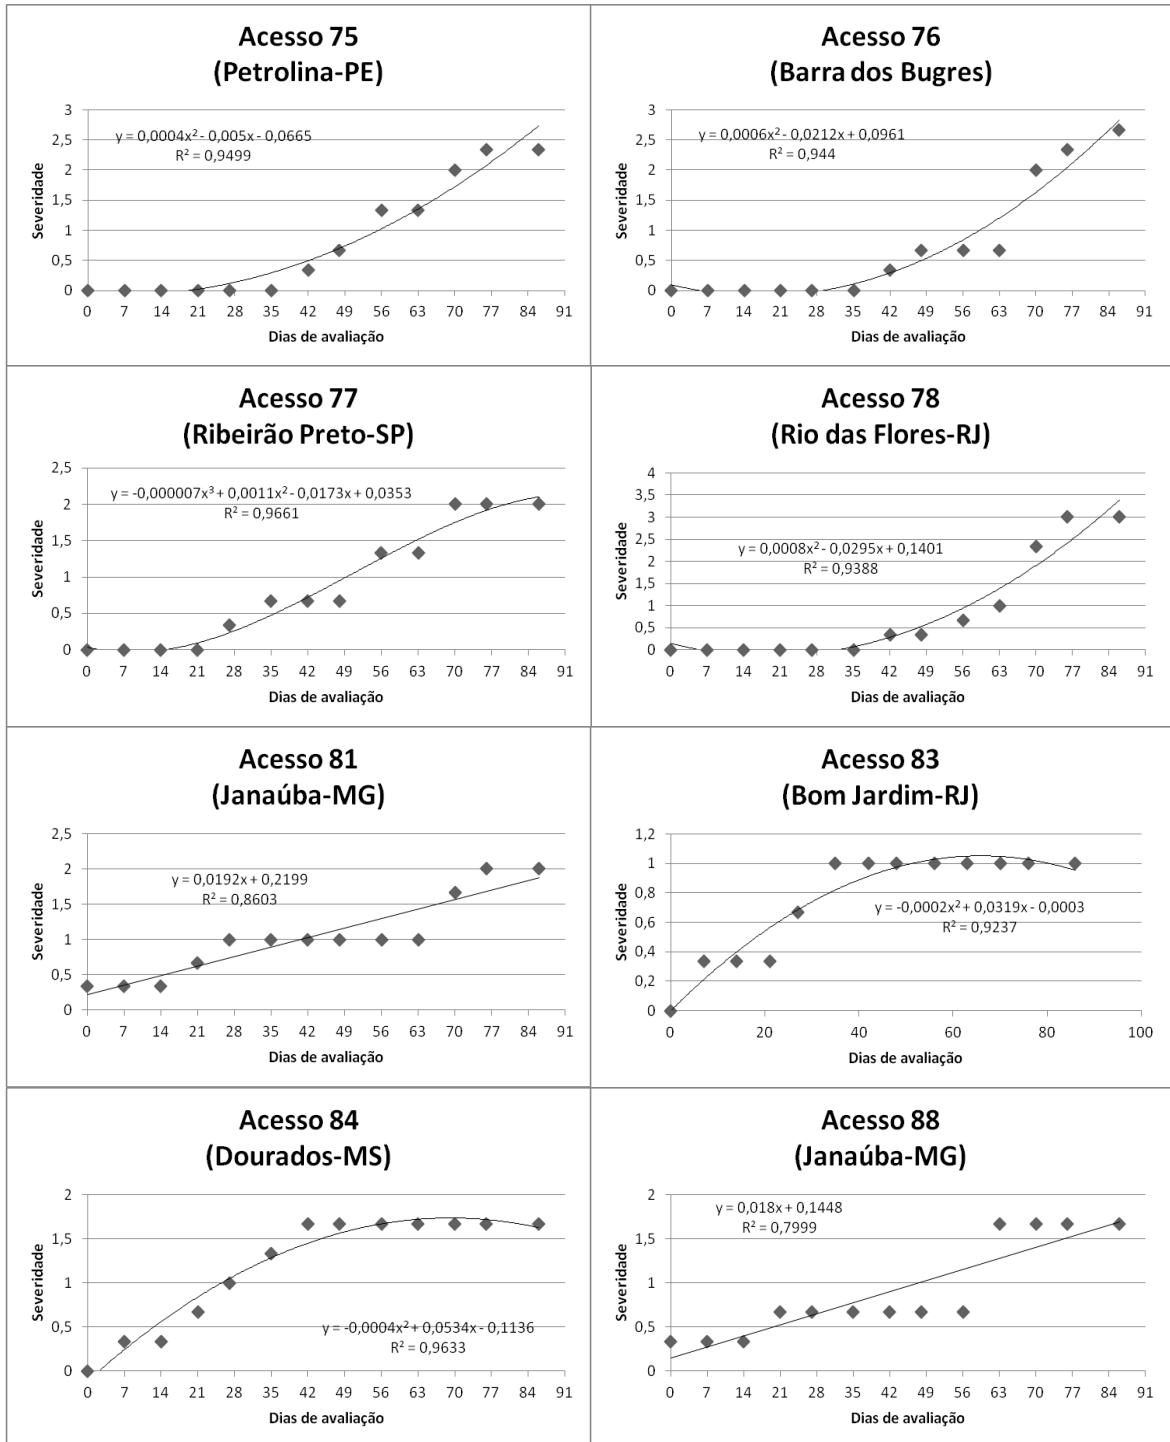 Acesso 75
(Petrolina-PE)
3
2,5
2
1,5
1
0,5
0
Severidade
y = 0,0004x² - 0,005x - 0,0665
R² = 0,9499
0 7 14 21 28 35 42 49 56 63 70 77 84 91
Dias de avaliação
Acesso 76
(Barra dos Bugres)
3
2,5
2
1,5
1
0,5
0
Severidade
y = 0,0006x² - 0,0212x + 0,0961
R² = 0,944
0 7 14 21 28 35 42 49 56 63 70 77 84 91
Dias de avaliação
Acesso 77
(Ribeirão Preto-SP)
2,5
2
1,5
1
0,5
0
Severidade
y = -0,000007x³ + 0,0011x² - 0,0173x + 0,0353
R² = 0,9661
0 7 14 21 28 35 42 49 56 63 70 77 84 91
Dias de avaliação
Acesso 78
(Rio das Flores-RJ)
4
3,5
3
2,5
2
1,5
1
0,5
0
Severidade
y = 0,0008x² - 0,0295x + 0,1401
R² = 0,9388
0 7 14 21 28 35 42 49 56 63 70 77 84 91
Dias de avaliação
Acesso 81
(Janaúba-MG)
2,5
2
1,5
1
0,5
0
Severidade
y = 0,0192x + 0,2199
R² = 0,8603
0 7 14 21 28 35 42 49 56 63 70 77 84 91
Dias de avaliação
Acesso 83
(Bom Jardim-RJ)
1,2
1
0,8
0,6
0,4
0,2
0
Severidade
y = -0,0002x² + 0,0319x - 0,0003
R² = 0,9237
0 20 40 60 80 100
Dias de avaliação
Acesso 84
(Dourados-MS)
2
1,5
1
0,5
0
Severidade
y = -0,0004x² + 0,0534x - 0,1136
R² = 0,9633
0 7 14 21 28 35 42 49 56 63 70 77 84 91
Dias de avaliação
Acesso 88
(Janaúba-MG)
2
1,5
1
0,5
0
Severidade
y = 0,018x + 0,1448
R² = 0,7999
0 7 14 21 28 35 42 49 56 63 70 77 84 91
Dias de avaliação